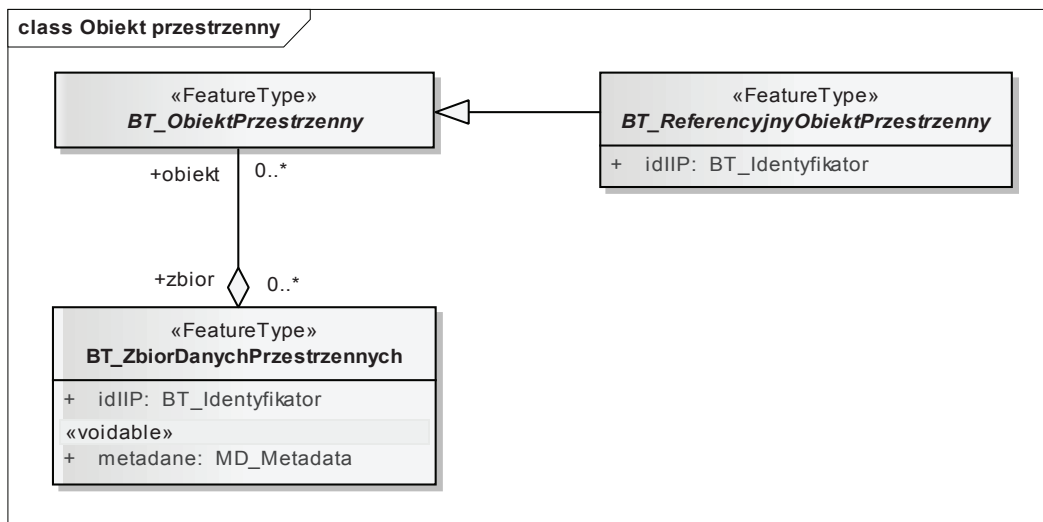 class Obiekt przestrzenny
«FeatureType»
BT_ObiektPrzestrzenny
«FeatureType»
BT_ReferencyjnyObiektPrzestrzenny
+ idIIP: BT_Identyfikator
+obiekt 0..*
+zbior 0..*
«FeatureType»
BT_ZbiorDanychPrzestrzennych
+ idIIP: BT_Identyfikator
«voidable»
+ metadane: MD_Metadata